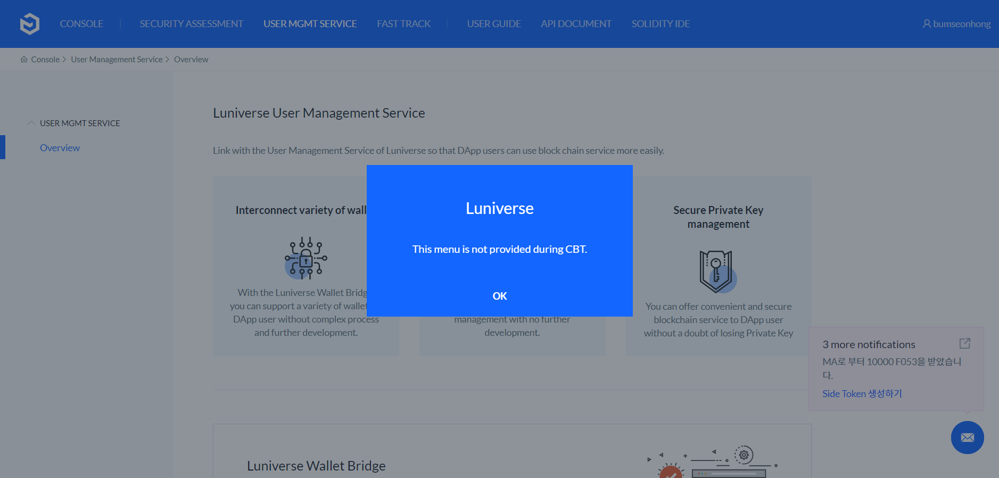 CONSOLE
SECURITY ASSESSMENT
USER MGMT SERVICE
FAST TRACK
USER GUIDE
API DOCUMENT
SOLIDITY IDE
bumseonhong
Console
User Management Service
Overview
USER MGMT SERVICE
Overview
Luniverse User Management Service
Link with the User Management Service of Luniverse so that DApp users can use block chain service more easily.
Interconnect variety of wall
With the Luniverse Wallet Bridg
you can support a variety of wallet
DApp user without complex process
and further development.
Luniverse
This menu is not provided during CBT.
OK
management with no further
development.
Secure Private Key
management
You can offer convenient and secure
blockchain service to DApp user
without a doubt of losing Private Key
3 more notifications
MA로 부터 10000 F053을 받았습니
다.
Side Token 생성하기
Luniverse Wallet Bridge